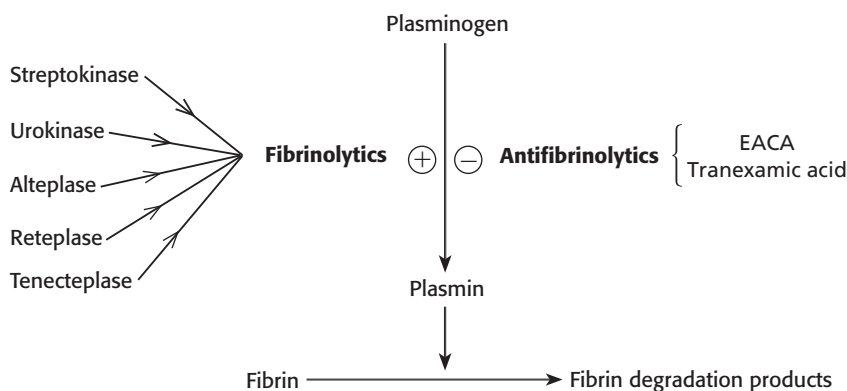 Plasminogen
Streptokinase
Urokinase
Alteplase
Reteplase
Tenecteplase
Fibrinolytics + − Antifibrinolytics
EACA
Tranexamic acid
Plasmin
Fibrin
Fibrin degradation products